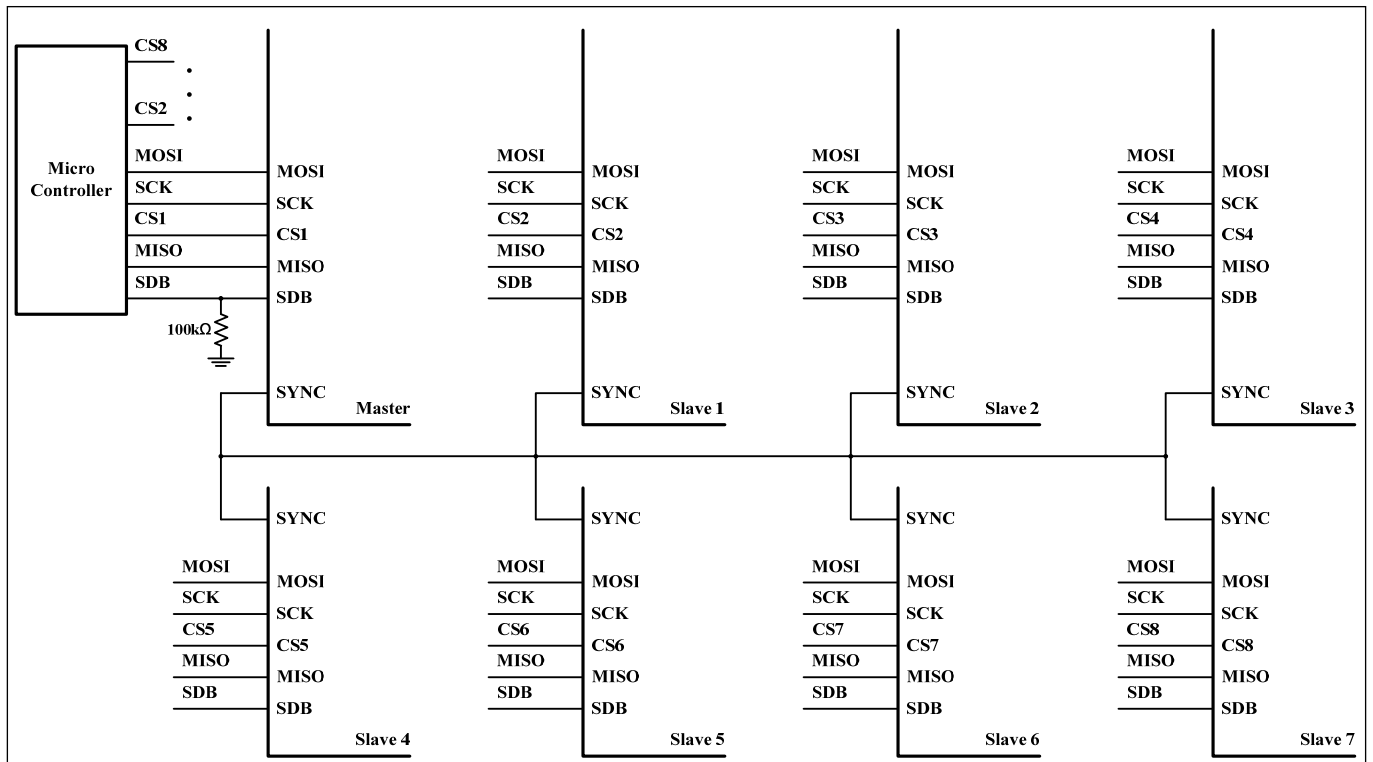 CS8
CS2
Micro
Controller
MOSI
SCK
CS1
MISO
SDB
100kΩ
MOSI
SCK
CS1
MISO
SDB
SYNC
Master
MOSI
SCK
CS2
MISO
SDB
MOSI
SCK
CS2
MISO
SDB
SYNC
Slave 1
MOSI
SCK
CS3
MISO
SDB
MOSI
SCK
CS3
MISO
SDB
SYNC
Slave 2
MOSI
SCK
CS4
MISO
SDB
MOSI
SCK
CS4
MISO
SDB
SYNC
Slave 3
SYNC
MOSI
SCK
CS5
MISO
SDB
MOSI
SCK
CS5
MISO
SDB
Slave 4
SYNC
MOSI
SCK
CS6
MISO
SDB
MOSI
SCK
CS6
MISO
SDB
Slave 5
SYNC
MOSI
SCK
CS7
MISO
SDB
MOSI
SCK
CS7
MISO
SDB
Slave 6
SYNC
MOSI
SCK
CS8
MISO
SDB
MOSI
SCK
CS8
MISO
SDB
Slave 7